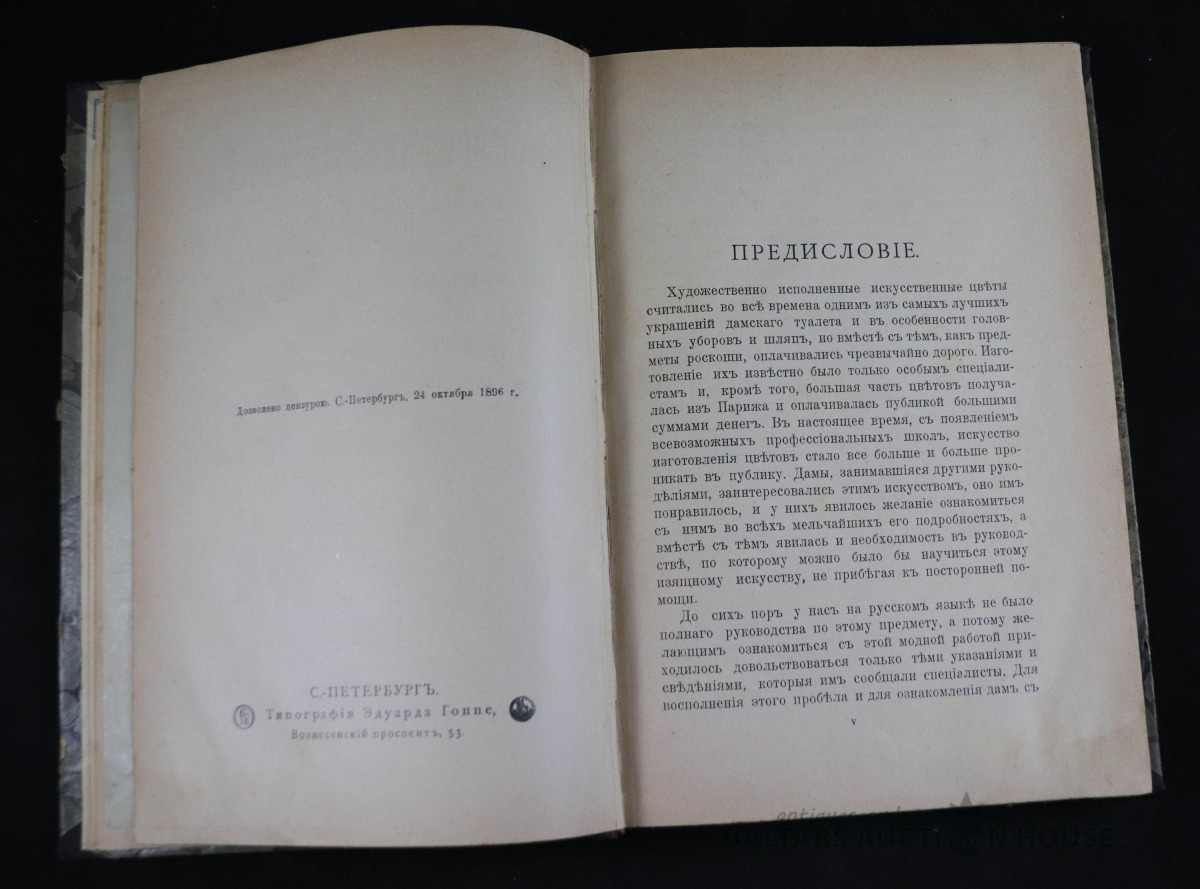 Дозволено цензурою. С.-Петербургъ, 24 октября 1896 г.
С.-ПЕТЕРБУРГЪ.
Типографія Эдуарда Гоппе,
Вознесенскій проспектъ, 53.
ПРЕДИСЛОВІЕ.
Художественно исполненные искусственные цвѣты
считались во всѣ времена однимъ изъ самыхъ лучшихъ
украшеній дамскаго туалета и въ особенности голов-
ныхъ уборовъ и шляпъ, но вмѣстѣ съ тѣмъ, какъ пред-
меты роскоши, оплачивались чрезвычайно дорого. Изго-
товленіе ихъ извѣстно было только особымъ спеціали-
стамъ и, кромѣ того, большая часть цвѣтовъ получа-
лась изъ Парижа и оплачивалась публикой большими
суммами денегъ. Въ настоящее время, съ появленіемъ
всевозможныхъ профессіональныхъ школъ, искусство
изготовленія цвѣтовъ стало все больше и больше про-
никать въ публику. Дамы, занимавшіяся другими руко-
дѣліями, заинтересовались этимъ искусствомъ, оно имъ
понравилось, и у нихъ явилось желаніе ознакомиться
съ нимъ во всѣхъ мельчайшихъ его подробностяхъ, а
вмѣстѣ съ тѣмъ явилась и необходимость въ руковод-
ствѣ, по которому можно было бы научиться этому
изящному искусству, не прибѣгая къ посторонней по-
мощи.
До сихъ поръ у насъ на русскомъ языкѣ не было
полнаго руководства по этому предмету, а потому же-
лающимъ ознакомиться съ этой модной работой при-
ходилось довольствоваться только тѣми указаніями и
свѣдѣніями, которыя имъ сообщали спеціалисты. Для
восполненія этого пробѣла и для ознакомленія дамъ съ
v
BALTARS AUCTION HOUSE